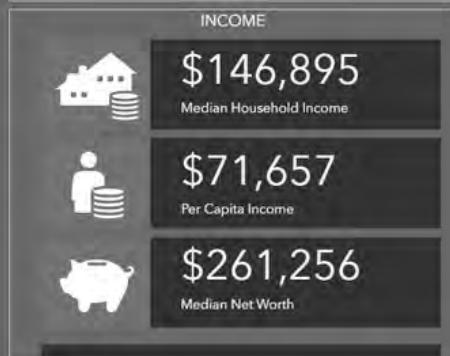 INCOME
$146,895
Median Household Income
$71,657
Per Capita Income
$261,256
Median Net Worth